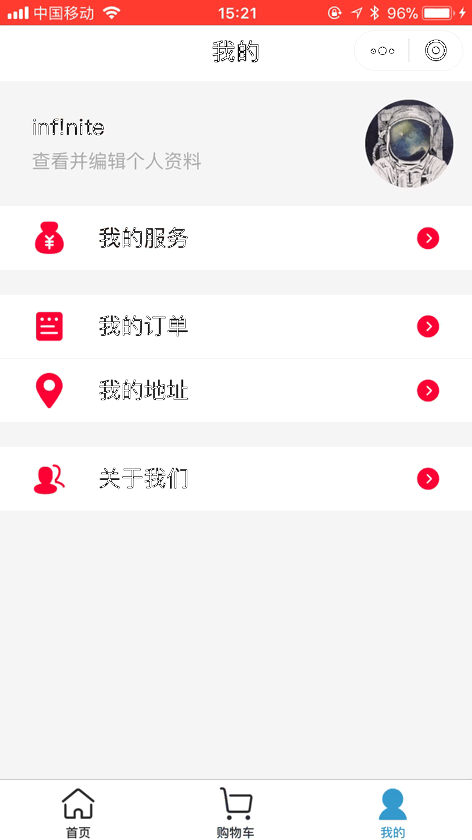 中国移动 15:21 96%
我的
inf!nite
查看并编辑个人资料
我的服务
我的订单
我的地址
关于我们
首页 购物车 我的